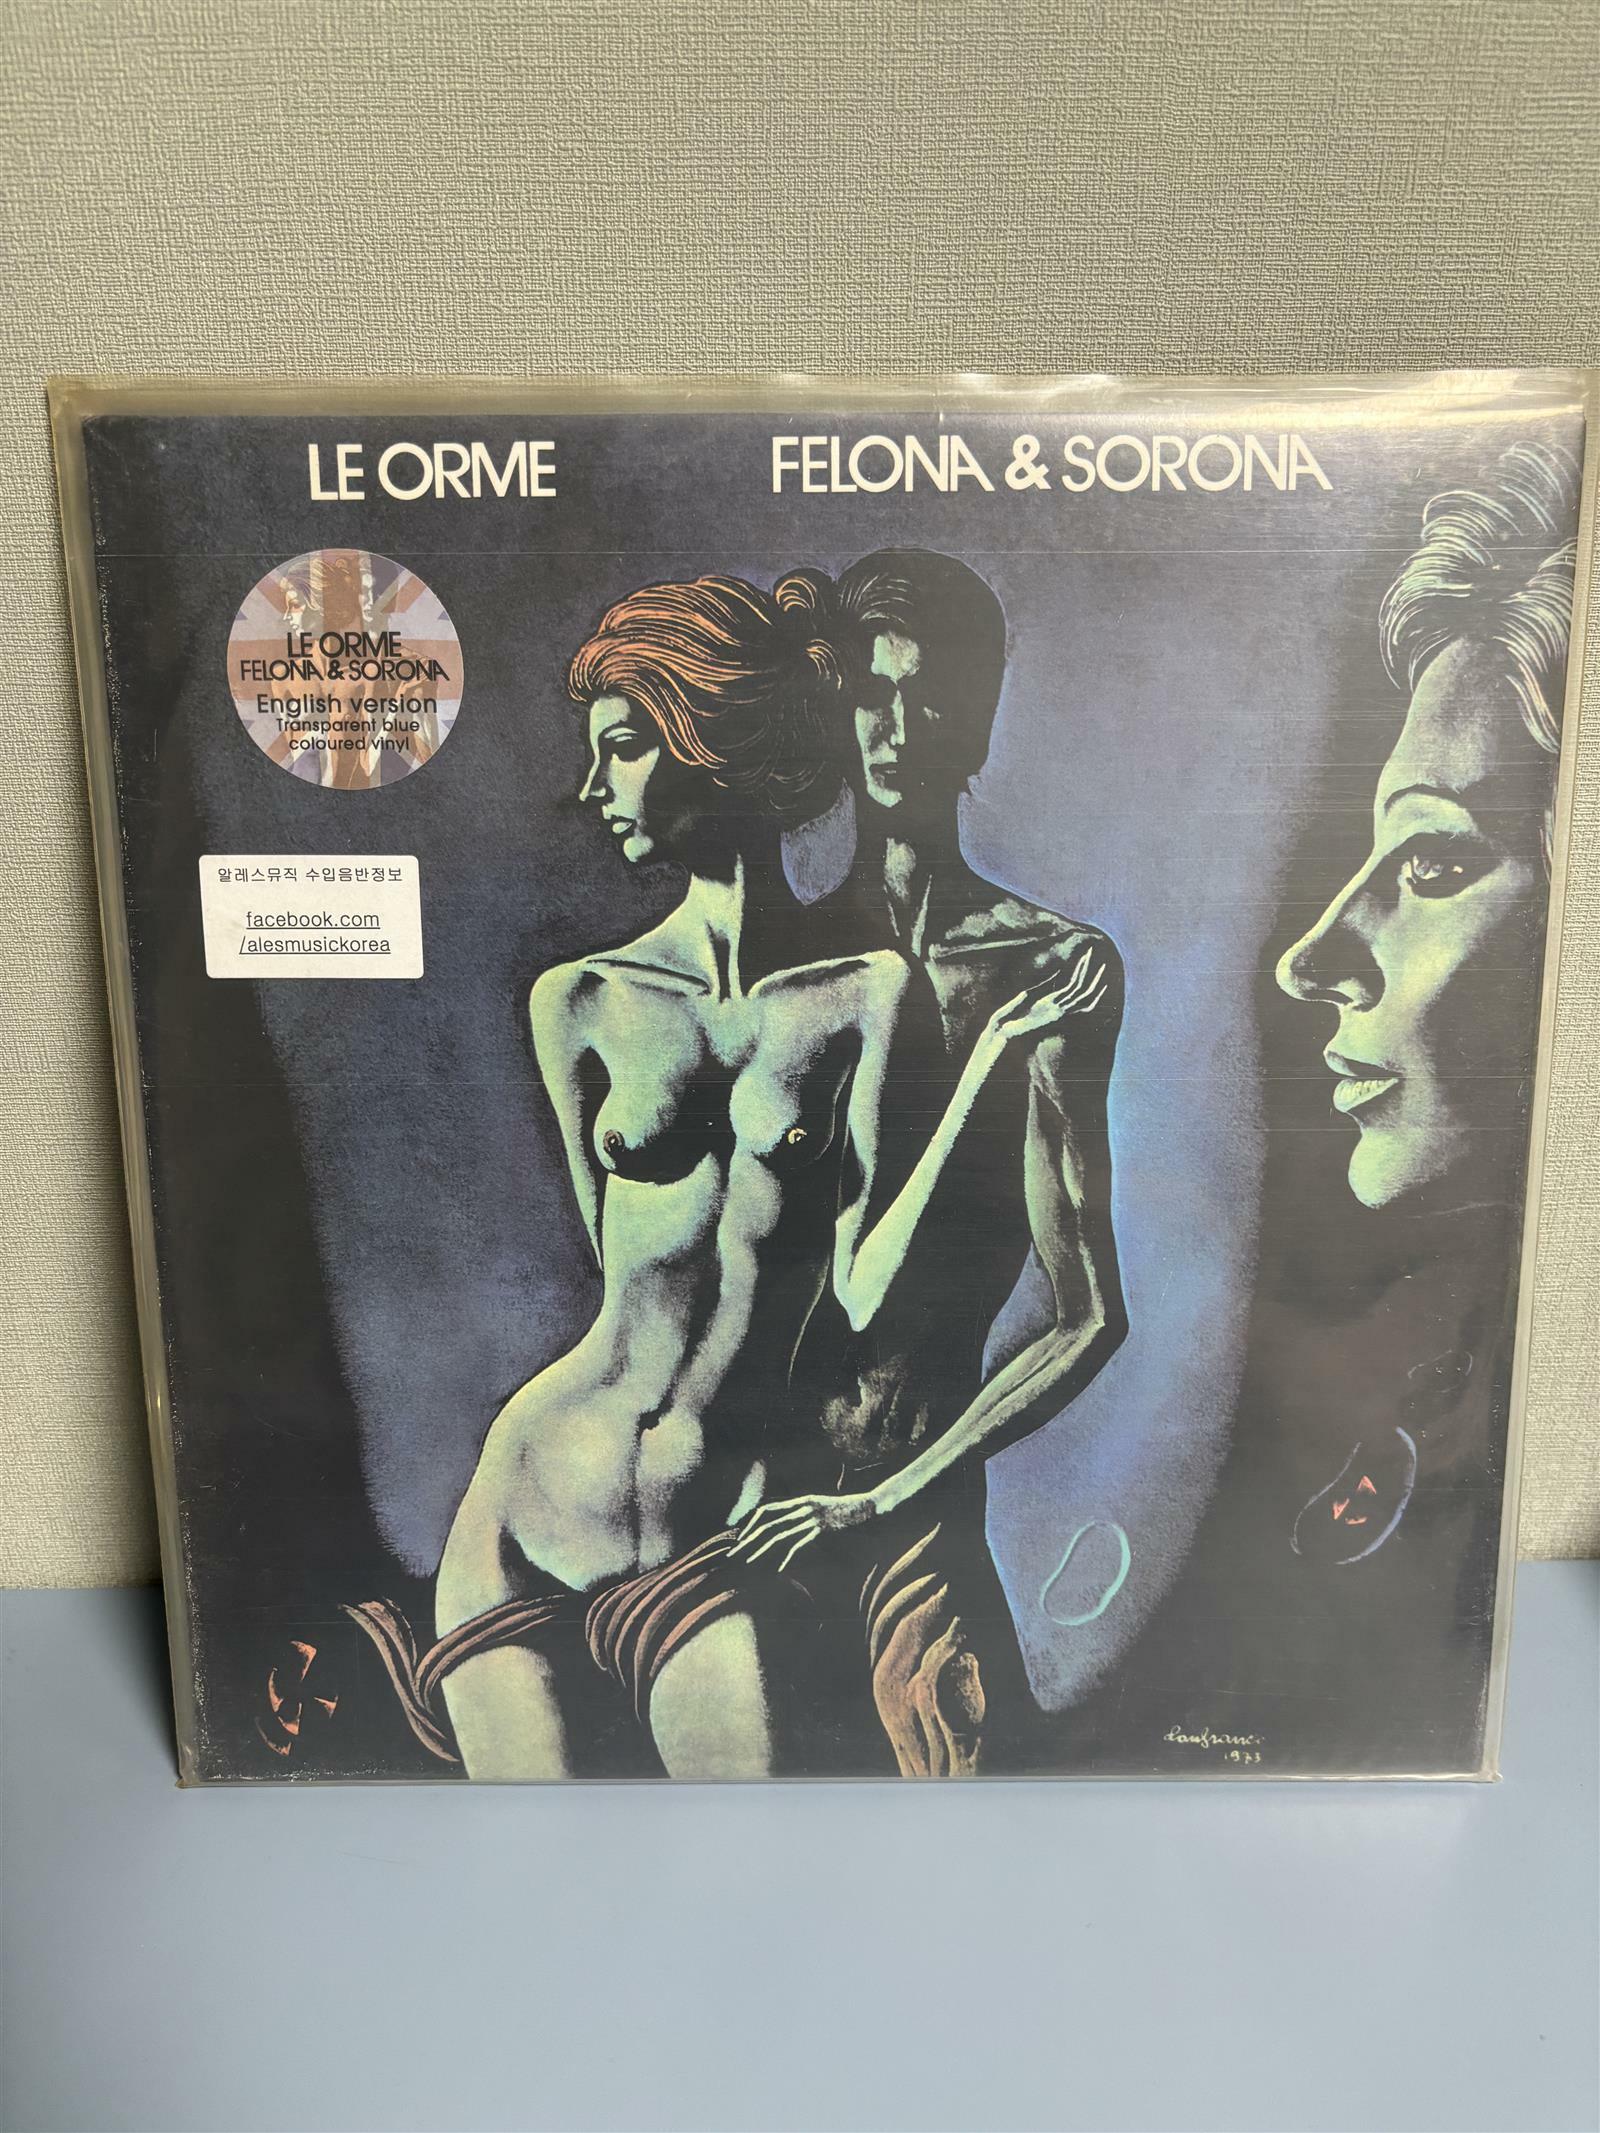 LE ORME
FELONA & SORONA
LE ORME
FELONA & SORONA
English version
Transparent blue
coloured vinyl
알레스뮤직 수입음반정보
facebook.com
/alesmusickorea
1973